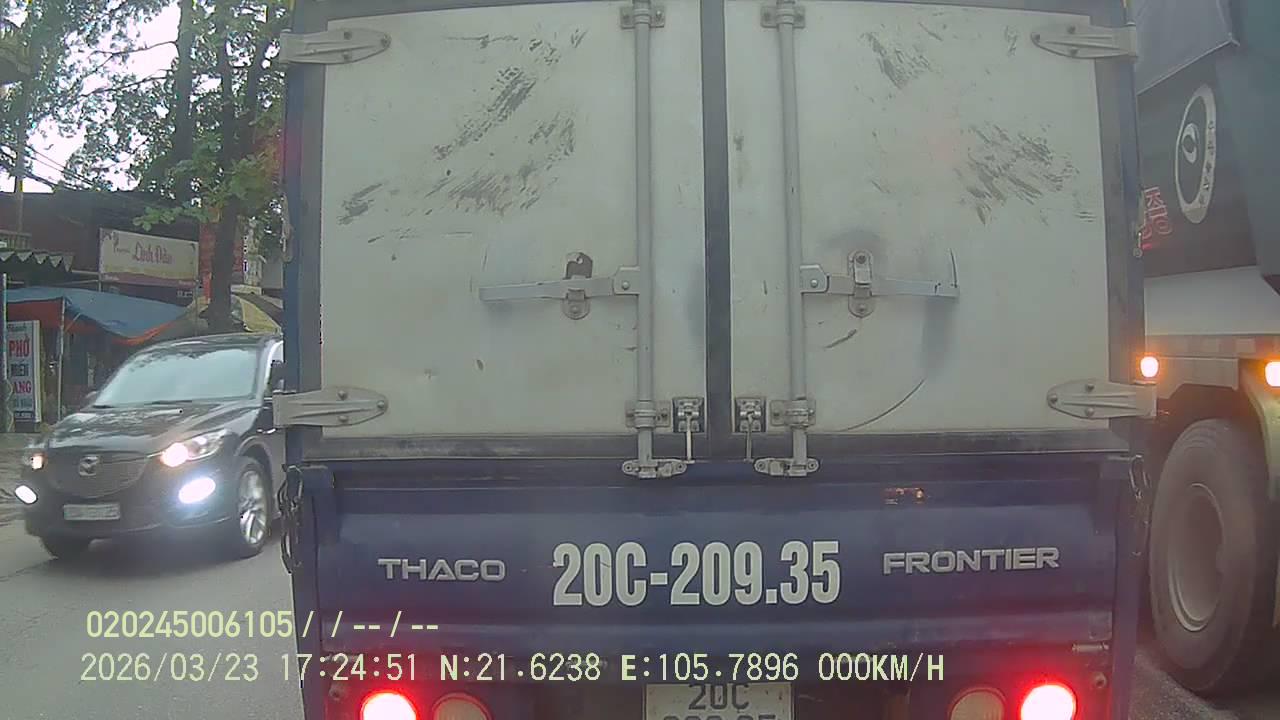 Linh Đào
PHỞ
MIẾN
THACO
20C-209.35
FRONTIER
020245006105 / / -- / --
2026/03/23 17:24:51 N:21.6238 E:105.7896 000KM/H
20C